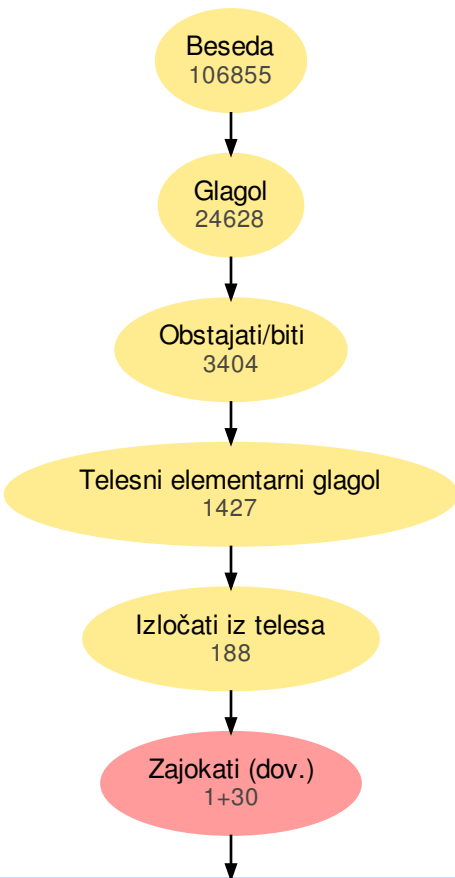 Beseda
106855
Glagol
24628
Obstajati/biti
3404
Telesni elementarni glagol
1427
Izločati iz telesa
188
Zajokati (dov.)
1+30